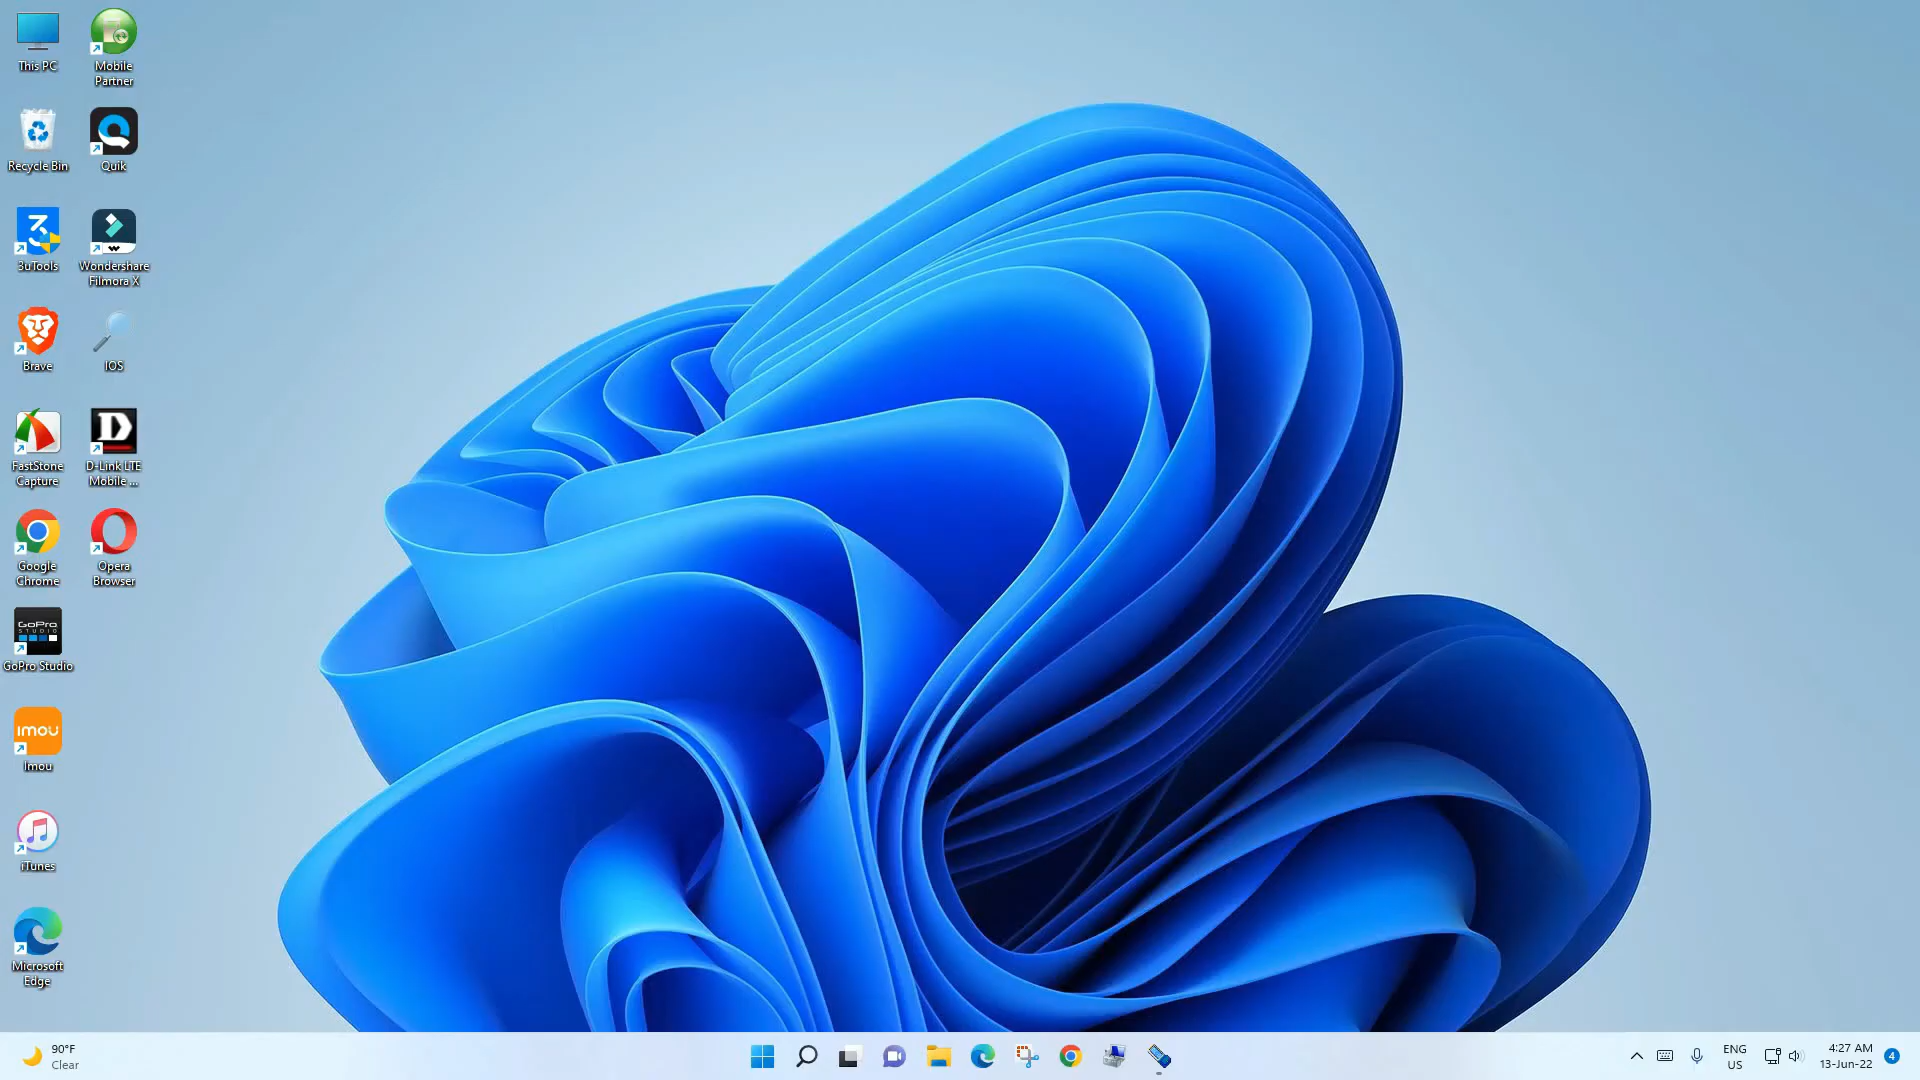 This PC
Mobile
Partner
Recycle Bin
Quik
3uTools
Wondershare
Filmora X
Brave
IOS
FastStone
Capture
D
D-Link LTE
Mobile ...
Google
Chrome
Opera
Browser
GoPro
STUDIO
GoPro Studio
imou
Imou
iTunes
Microsoft
Edge
90°F
Clear
ENG
US
4:27 AM
13-Jun-22
4